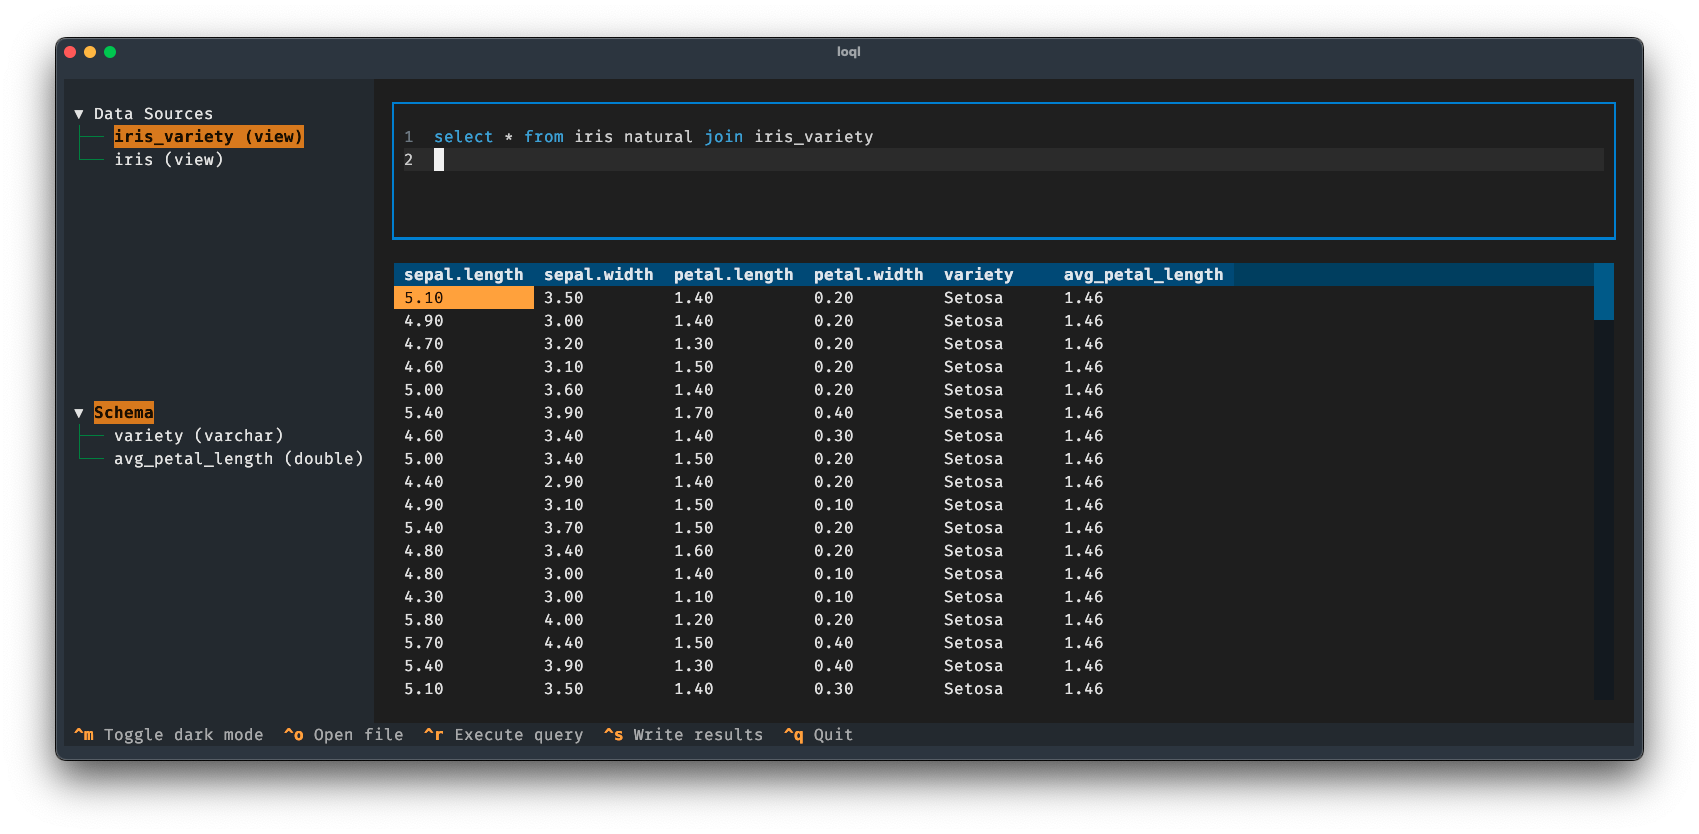 loql
▼ Data Sources
iris_variety (view)
iris (view)
▼ Schema
variety (varchar)
avg_petal_length (double)
1 select * from iris natural join iris_variety
2
sepal.length sepal.width petal.length petal.width variety avg_petal_length
5.10 3.50 1.40 0.20 Setosa 1.46
4.90 3.00 1.40 0.20 Setosa 1.46
4.70 3.20 1.30 0.20 Setosa 1.46
4.60 3.10 1.50 0.20 Setosa 1.46
5.00 3.60 1.40 0.20 Setosa 1.46
5.40 3.90 1.70 0.40 Setosa 1.46
4.60 3.40 1.40 0.30 Setosa 1.46
5.00 3.40 1.50 0.20 Setosa 1.46
4.40 2.90 1.40 0.20 Setosa 1.46
4.90 3.10 1.50 0.10 Setosa 1.46
5.40 3.70 1.50 0.20 Setosa 1.46
4.80 3.40 1.60 0.20 Setosa 1.46
4.80 3.00 1.40 0.10 Setosa 1.46
4.30 3.00 1.10 0.10 Setosa 1.46
5.80 4.00 1.20 0.20 Setosa 1.46
5.70 4.40 1.50 0.40 Setosa 1.46
5.40 3.90 1.30 0.40 Setosa 1.46
5.10 3.50 1.40 0.30 Setosa 1.46
^m Toggle dark mode ^o Open file ^r Execute query ^s Write results ^q Quit